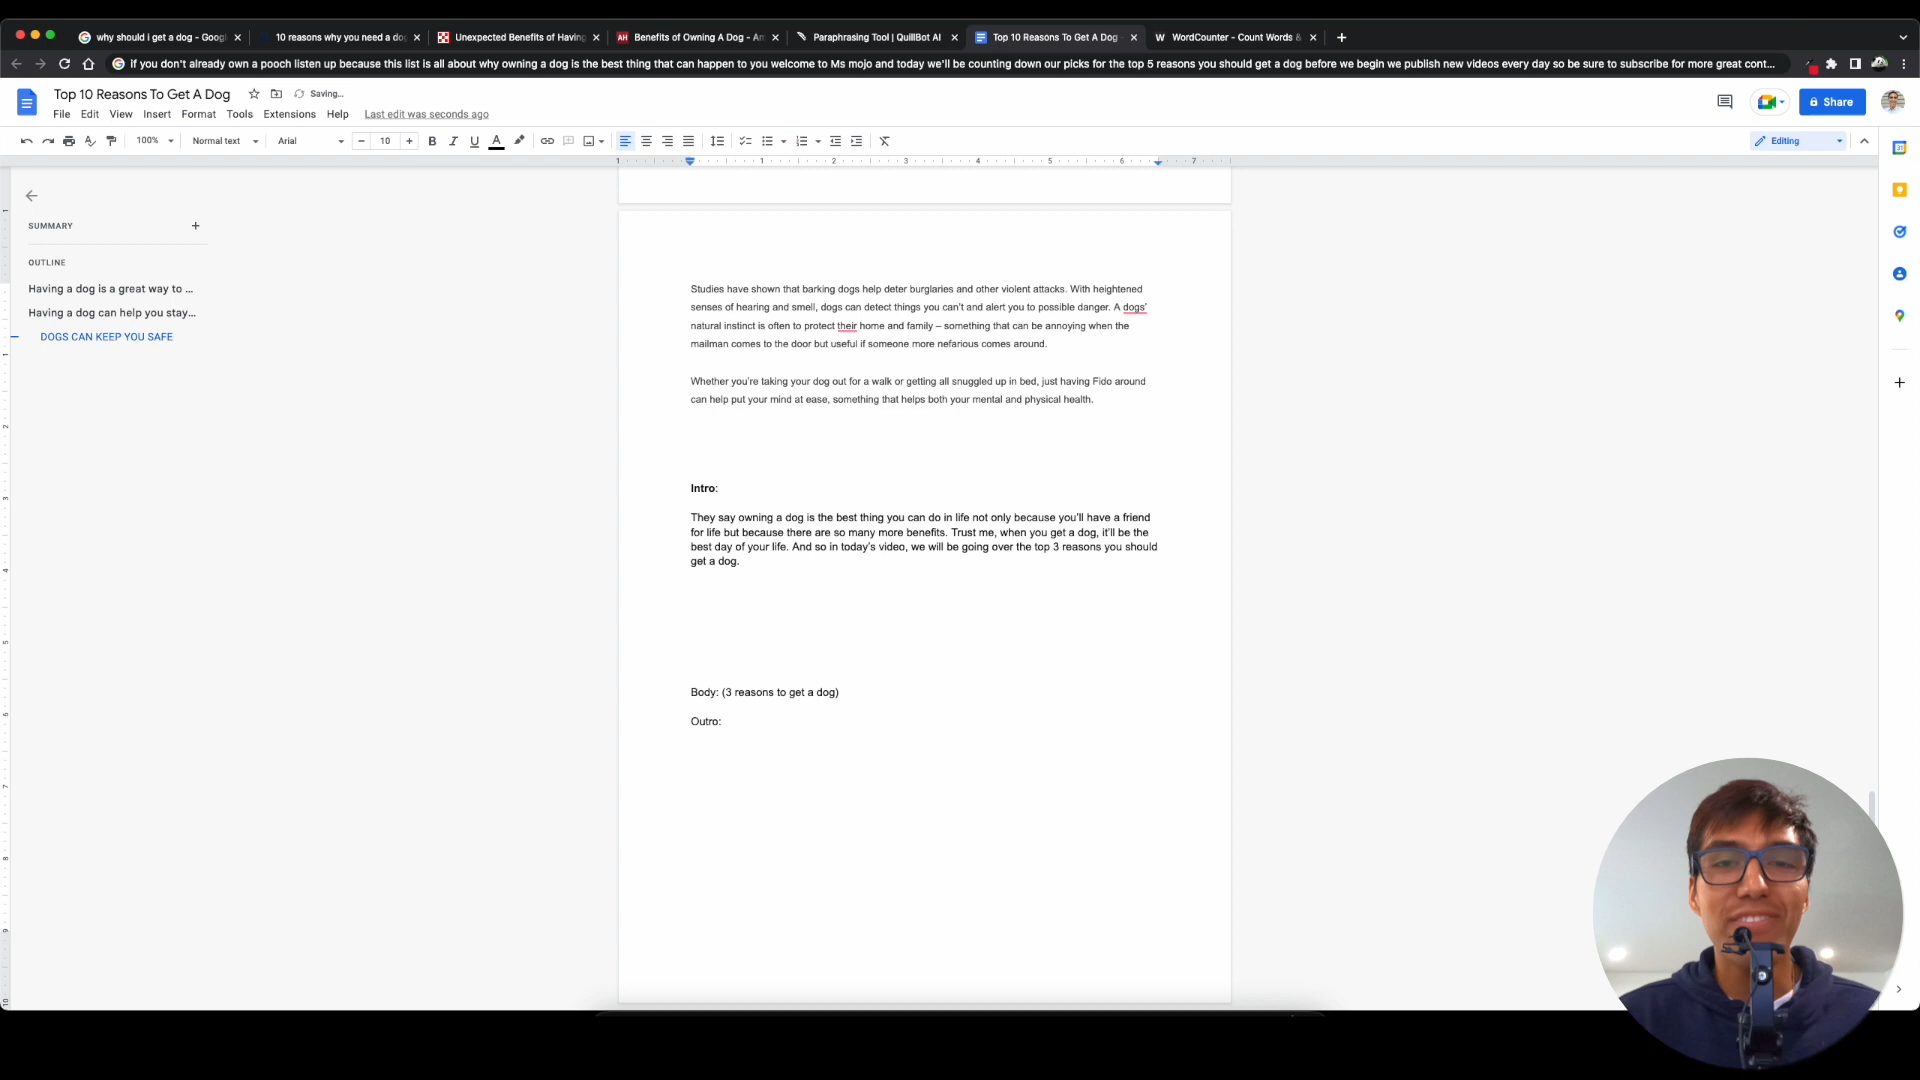 why should i get a dog - Googl
10 reasons why you need a dog
Unexpected Benefits of Having
AH Benefits of Owning A Dog - Am
Paraphrasing Tool | QuillBot AI
Top 10 Reasons To Get A Dog -
W WordCounter - Count Words &
if you don't already own a pooch listen up because this list is all about why owning a dog is the best thing that can happen to you welcome to Ms mojo and today we'll be counting down our picks for the top 5 reasons you should get a dog before we begin we publish new videos every day so be sure to subscribe for more great cont...
Top 10 Reasons To Get A Dog
Saving...
File Edit View Insert Format Tools Extensions Help Last edit was seconds ago
Share
100% Normal text Arial 10 B I U A
Editing
1 1 2 3 4 5 6 7
SUMMARY
OUTLINE
Having a dog is a great way to ...
Having a dog can help you stay...
DOGS CAN KEEP YOU SAFE
Studies have shown that barking dogs help deter burglaries and other violent attacks. With heightened
senses of hearing and smell, dogs can detect things you can't and alert you to possible danger. A dogs'
natural instinct is often to protect their home and family – something that can be annoying when the
mailman comes to the door but useful if someone more nefarious comes around.
Whether you're taking your dog out for a walk or getting all snuggled up in bed, just having Fido around
can help put your mind at ease, something that helps both your mental and physical health.
Intro:
They say owning a dog is the best thing you can do in life not only because you'll have a friend
for life but because there are so many more benefits. Trust me, when you get a dog, it'll be the
best day of your life. And so in today's video, we will be going over the top 3 reasons you should
get a dog.
Body: (3 reasons to get a dog)
Outro: